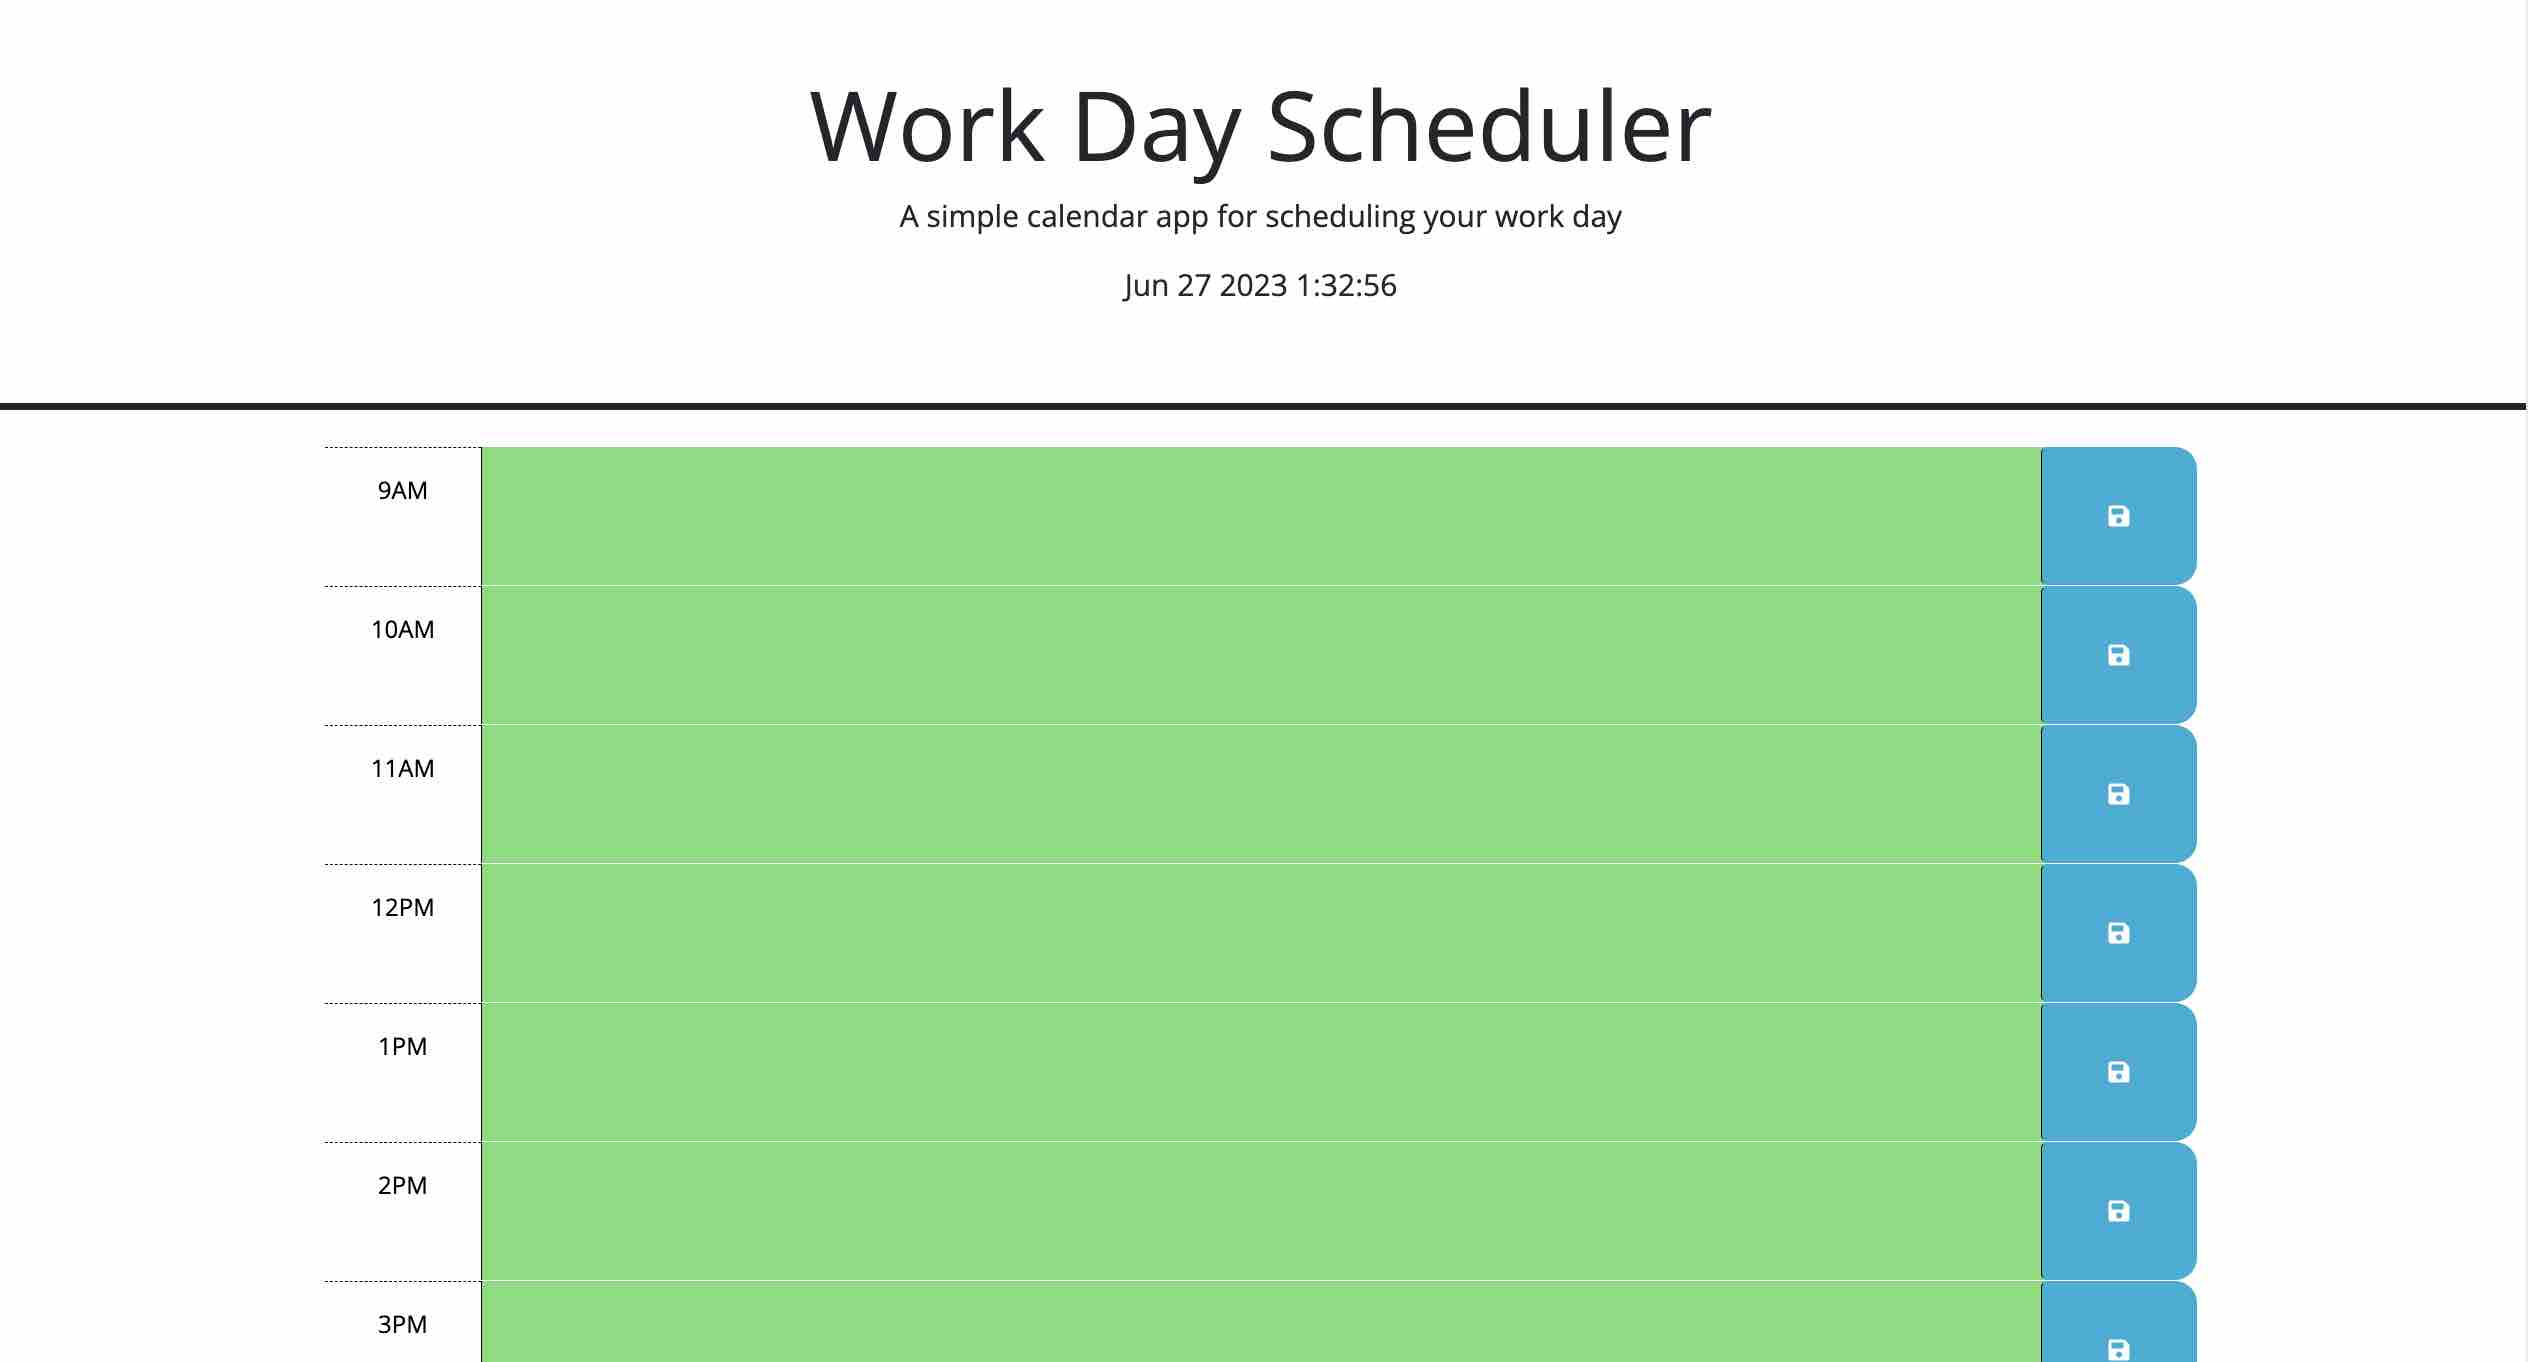 Work Day Scheduler
A simple calendar app for scheduling your work day
Jun 27 2023 1:32:56
9AM
10AM
11AM
12PM
1PM
2PM
3PM